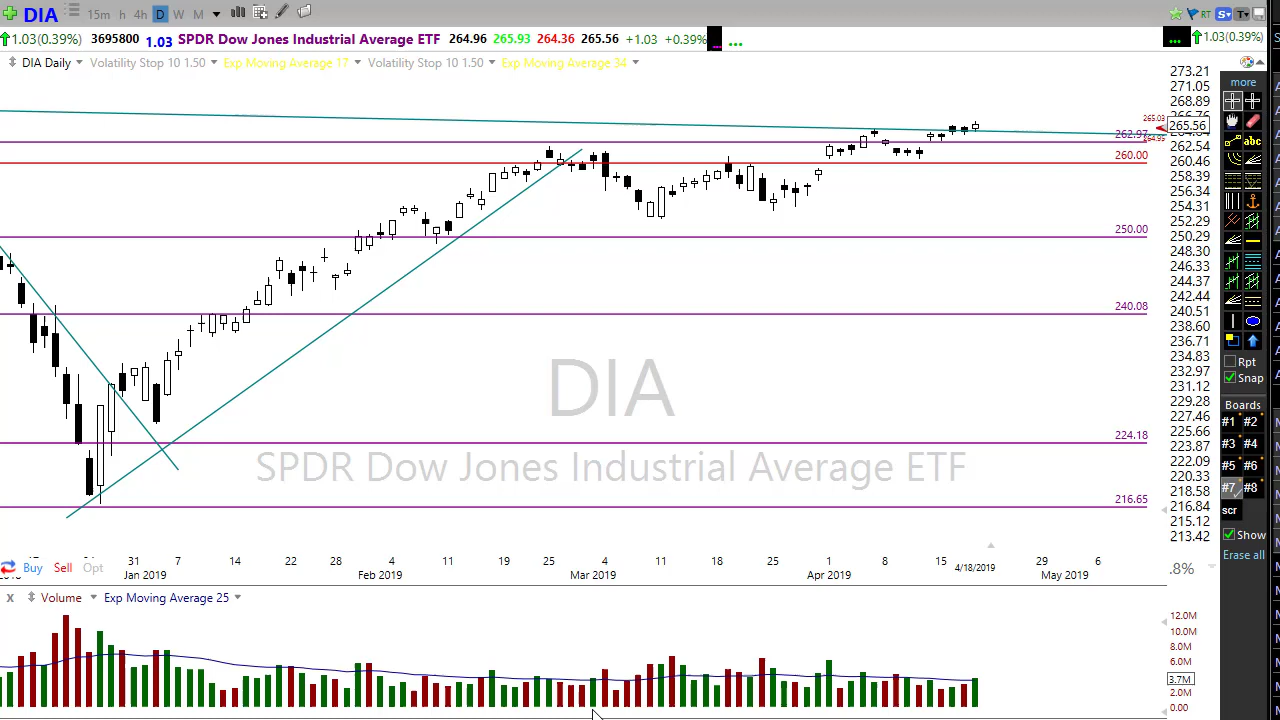 DIA 15m h 4h D W M RT S T
1.03(0.39%) 3695800 1.03 SPDR Dow Jones Industrial Average ETF 264.96 265.93 264.36 265.56 +1.03 +0.39% ... ... 1.03(0.39%)
DIA Daily Volatility Stop 10 1.50 Exp Moving Average 17 Volatility Stop 10 1.50 Exp Moving Average 34
273.21
271.05
268.89
265.03
265.56
262.97
262.54
260.00
260.46
258.39
256.34
254.31
252.29
250.00
250.29
248.30
246.33
244.37
242.44
240.08
240.51
238.60
236.71
234.83
232.97
231.12
229.28
227.46
225.66
224.18
223.87
222.09
220.33
218.58
216.65
216.84
215.12
213.42
DIA
SPDR Dow Jones Industrial Average ETF
more
abc
Rpt
Snap
Boards
#1 #2
#3 #4
#5 #6
#7 #8
scr
Show
Erase all
31 7 14 22 28 4 11 19 25 4 11 18 25 1 8 15 4/18/2019 29 6
Jan 2019 Feb 2019 Mar 2019 Apr 2019 May 2019
Buy Sell Opt .8%
x Volume Exp Moving Average 25
12.0M
10.0M
8.0M
6.0M
3.7M
2.0M
0.00